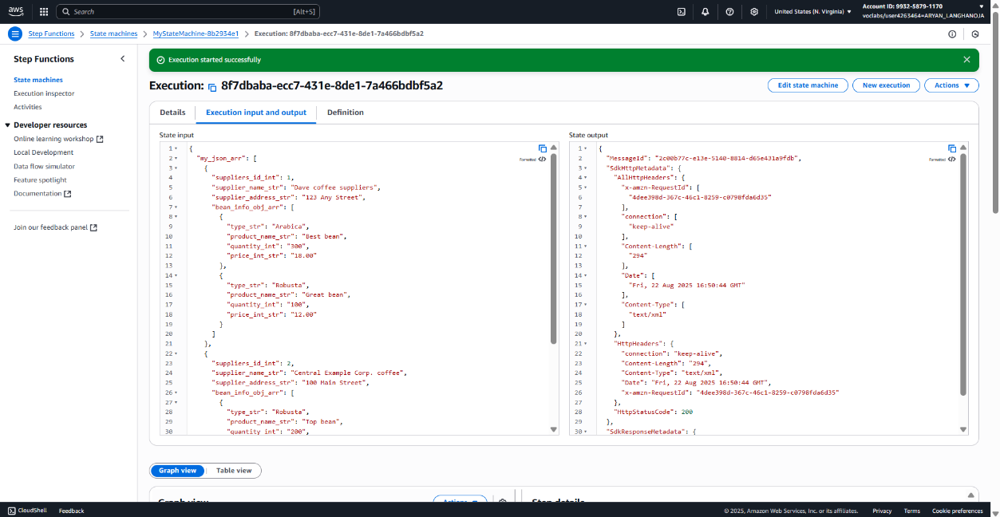 aws
Search
[Alt+S]
United States (N. Virginia)
Account ID: 9932-5879-1170
voclabs/user4263464=ARYAN_LANGHANOJA
Step Functions > State machines > MyStateMachine-8b2934e1 > Execution: 8f7dbaba-ecc7-431e-8de1-7a466bdbf5a2
Step Functions
State machines
Execution inspector
Activities
Developer resources
Online learning workshop
Local Development
Data flow simulator
Feature spotlight
Documentation
Join our feedback panel
Execution started successfully
Execution: 8f7dbaba-ecc7-431e-8de1-7a466bdbf5a2
Edit state machine
New execution
Actions
Details
Execution input and output
Definition
State input
Formatted
1 {
2 "my_json_arr": [
3 {
4 "suppliers_id_int": 1,
5 "supplier_name_str": "Dave coffee suppliers",
6 "supplier_address_str": "123 Any Street",
7 "bean_info_obj_arr": [
8 {
9 "type_str": "Arabica",
10 "product_name_str": "Best bean",
11 "quantity_int": "300",
12 "price_int_str": "18.00"
13 },
14 {
15 "type_str": "Robusta",
16 "product_name_str": "Great bean",
17 "quantity_int": "100",
18 "price_int_str": "12.00"
19 }
20 ]
21 },
22 {
23 "suppliers_id_int": 2,
24 "supplier_name_str": "Central Example Corp. coffee",
25 "supplier_address_str": "100 Main Street",
26 "bean_info_obj_arr": [
27 {
28 "type_str": "Robusta",
29 "product_name_str": "Top bean",
30 "quantity_int": "200",
State output
Formatted
1 {
2 "MessageId": "2c00b77c-e13e-5140-8814-d65e431a9fdb",
3 "SdkHttpMetadata": {
4 "AllHttpHeaders": {
5 "x-amzn-RequestId": [
6 "4dee398d-367c-46c1-8259-c0798fda6d35"
7 ],
8 "connection": [
9 "keep-alive"
10 ],
11 "Content-Length": [
12 "294"
13 ],
14 "Date": [
15 "Fri, 22 Aug 2025 16:50:44 GMT"
16 ],
17 "Content-Type": [
18 "text/xml"
19 ]
20 },
21 "HttpHeaders": {
22 "connection": "keep-alive",
23 "Content-Length": "294",
24 "Content-Type": "text/xml",
25 "Date": "Fri, 22 Aug 2025 16:50:44 GMT",
26 "x-amzn-RequestId": "4dee398d-367c-46c1-8259-c0798fda6d35"
27 },
28 "HttpStatusCode": 200
29 },
30 "SdkResponseMetadata": {
Graph view
Table view
Graph view
Actions
Step details
CloudShell
Feedback
© 2025, Amazon Web Services, Inc. or its affiliates.
Privacy
Terms
Cookie preferences